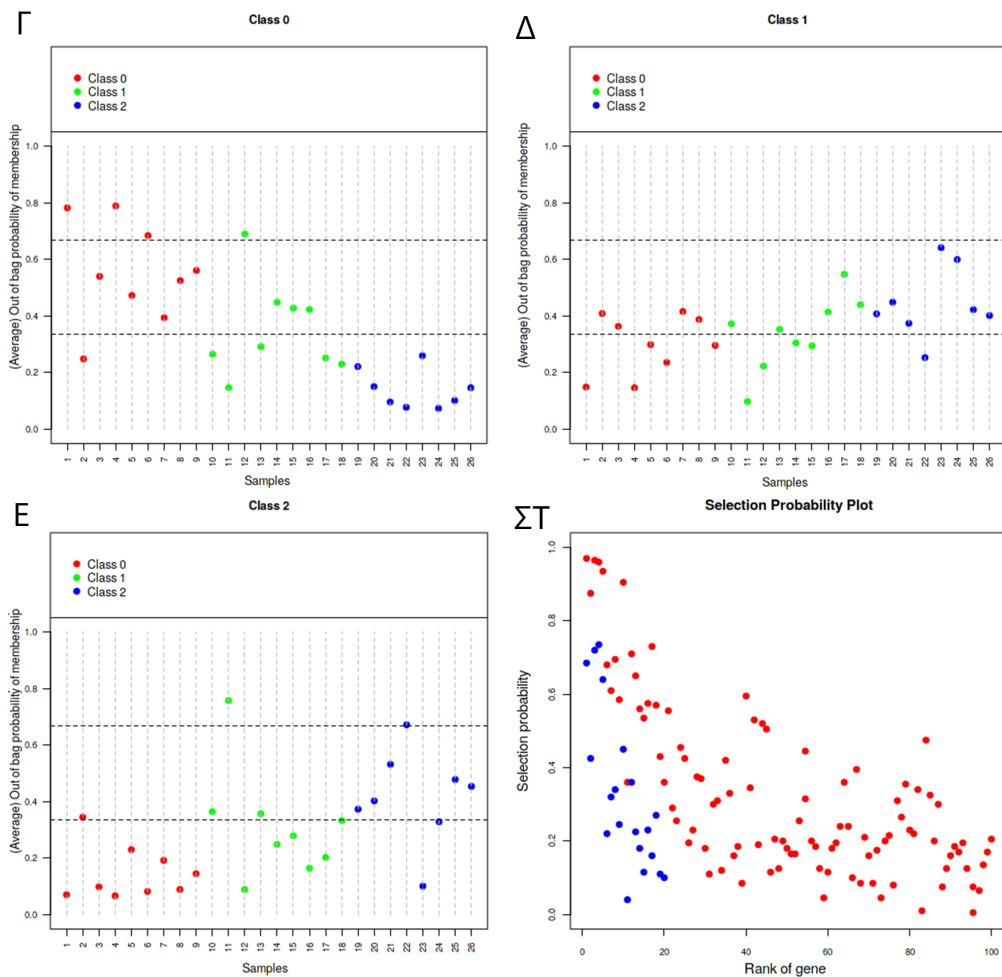 Γ
Class 0
Class 0
Class 1
Class 2
(Average) Out of bag probability of membership
1.0
0.8
0.6
0.4
0.2
0.0
1 2 3 4 5 6 7 8 9 10 11 12 13 14 15 16 17 18 19 20 21 22 23 24 25 26
Samples
Δ
Class 1
Class 0
Class 1
Class 2
(Average) Out of bag probability of membership
1.0
0.8
0.6
0.4
0.2
0.0
1 2 3 4 5 6 7 8 9 10 11 12 13 14 15 16 17 18 19 20 21 22 23 24 25 26
Samples
Ε
Class 2
Class 0
Class 1
Class 2
(Average) Out of bag probability of membership
1.0
0.8
0.6
0.4
0.2
0.0
1 2 3 4 5 6 7 8 9 10 11 12 13 14 15 16 17 18 19 20 21 22 23 24 25 26
Samples
ΣΤ
Selection Probability Plot
Selection probability
1.0
0.8
0.6
0.4
0.2
0.0
0 20 40 60 80 100
Rank of gene